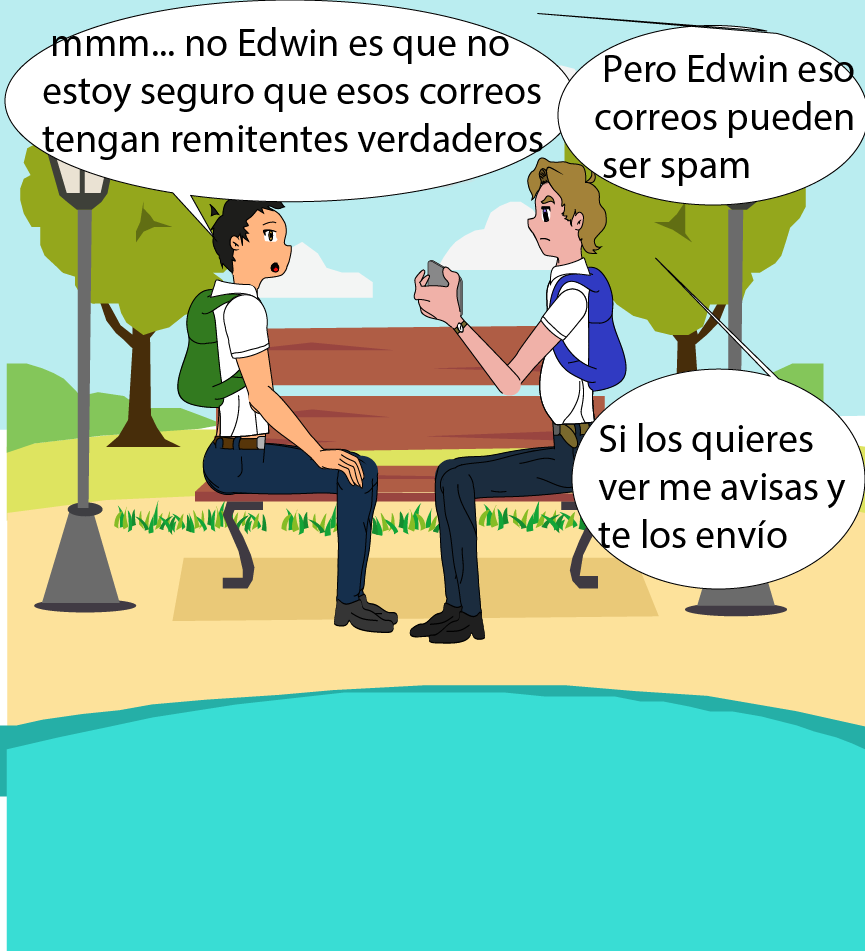 mmm... no Edwin es que no
estoy seguro que esos correos
tengan remitentes verdaderos
Pero Edwin eso
correos pueden
ser spam
Si los quieres
ver me avisas y
te los envío